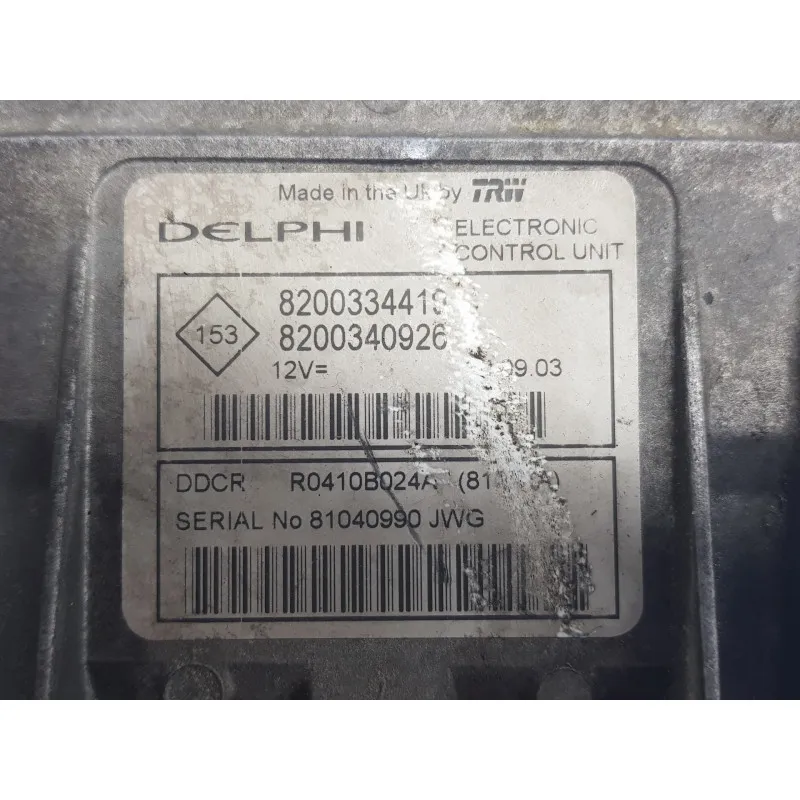 Made in the UK by TRW
DELPHI
ELECTRONIC
CONTROL UNIT
153
8200334419
8200340926
12V=
09.03
DDCR R0410B024A
SERIAL No 81040990 JWG